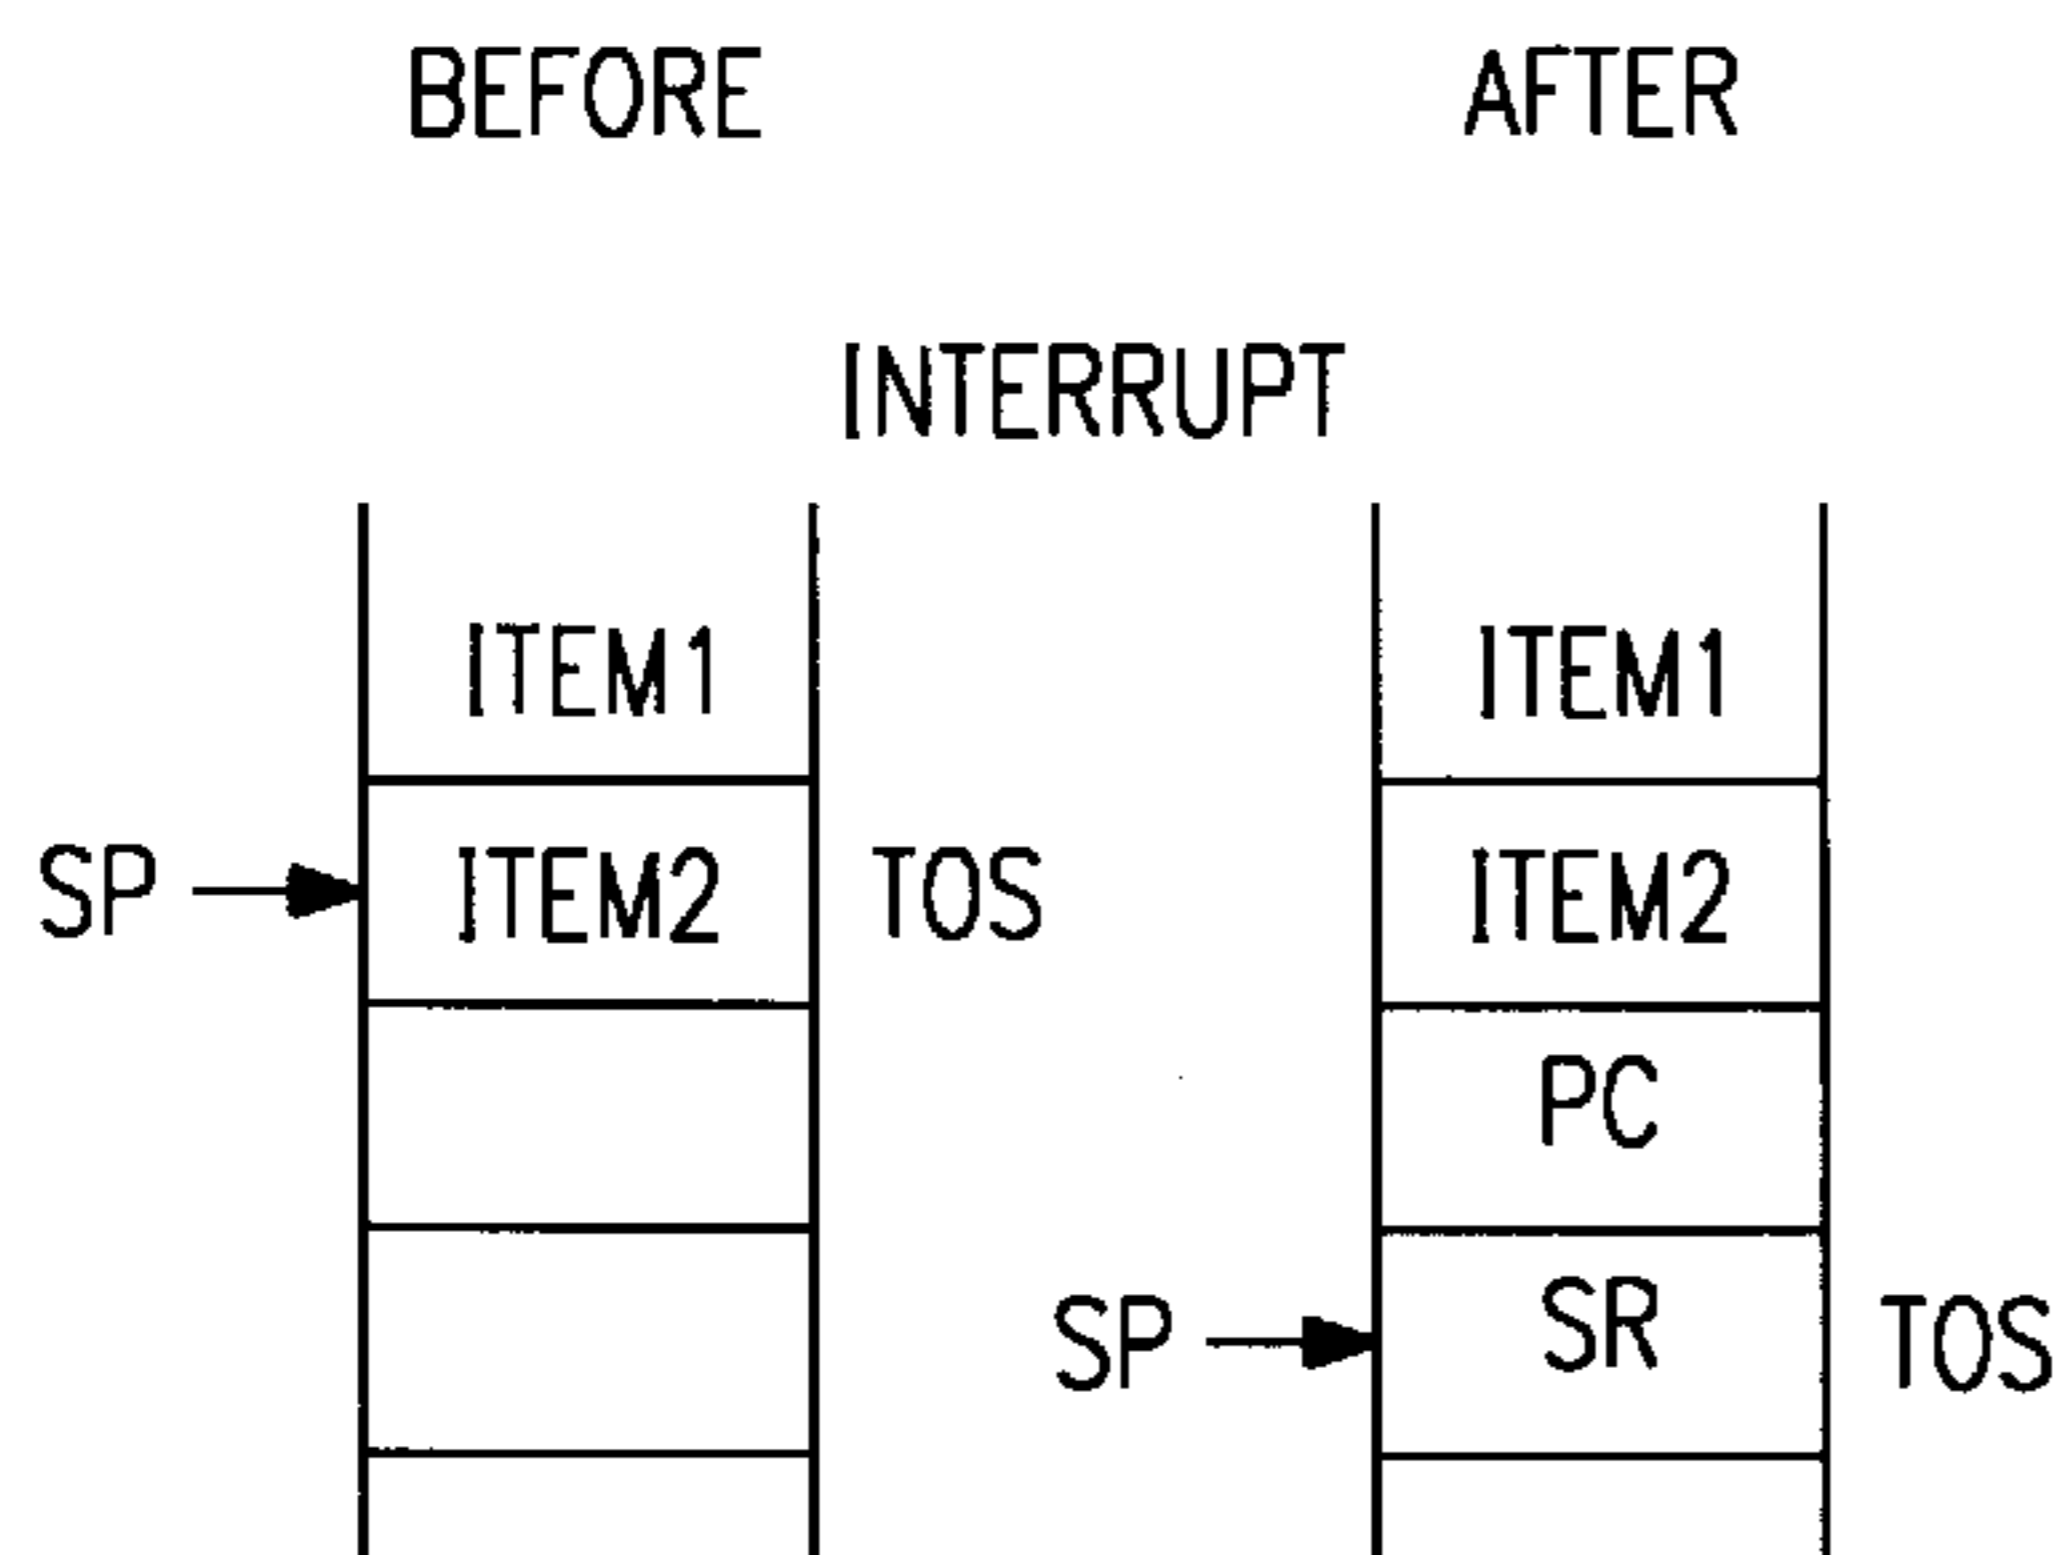 BEFORE AFTER
INTERRUPT
ITEM1 ITEM1
SP ITEM2 TOS ITEM2
PC
SP SR TOS